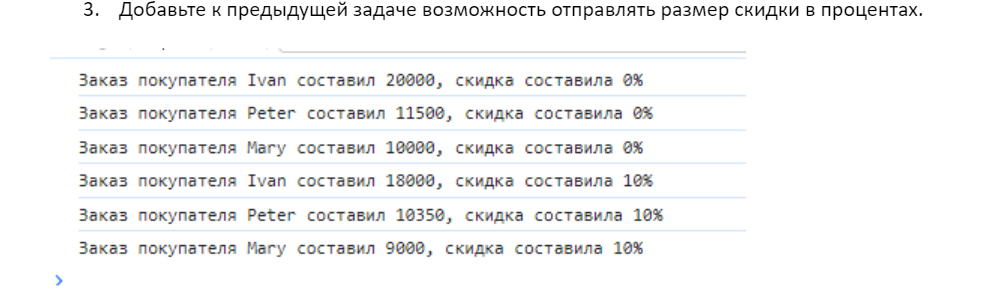 3. Добавьте к предыдущей задаче возможность отправлять размер скидки в процентах.
Заказ покупателя Ivan составил 20000, скидка составила 0%
Заказ покупателя Peter составил 11500, скидка составила 0%
Заказ покупателя Mary составил 10000, скидка составила 0%
Заказ покупателя Ivan составил 18000, скидка составила 10%
Заказ покупателя Peter составил 10350, скидка составила 10%
Заказ покупателя Mary составил 9000, скидка составила 10%